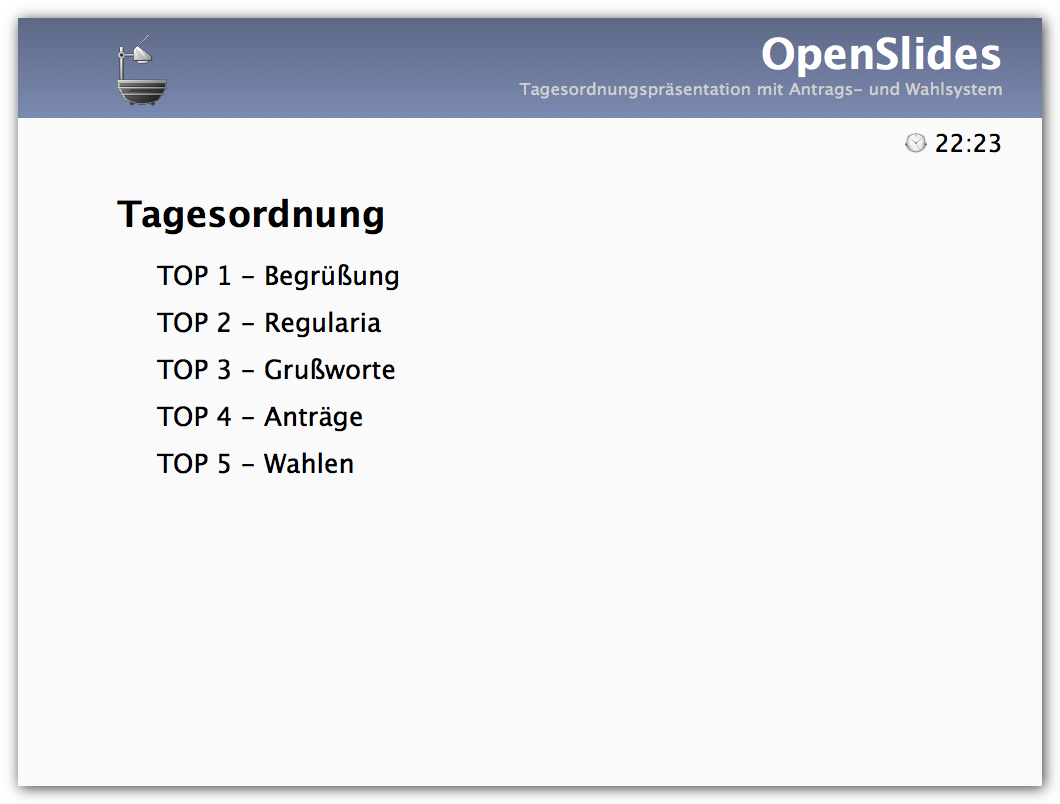 OpenSlides
Tagesordnungspräsentation mit Antrags- und Wahlsystem
22:23
Tagesordnung
TOP 1 - Begrüßung
TOP 2 - Regularia
TOP 3 - Grußworte
TOP 4 - Anträge
TOP 5 - Wahlen